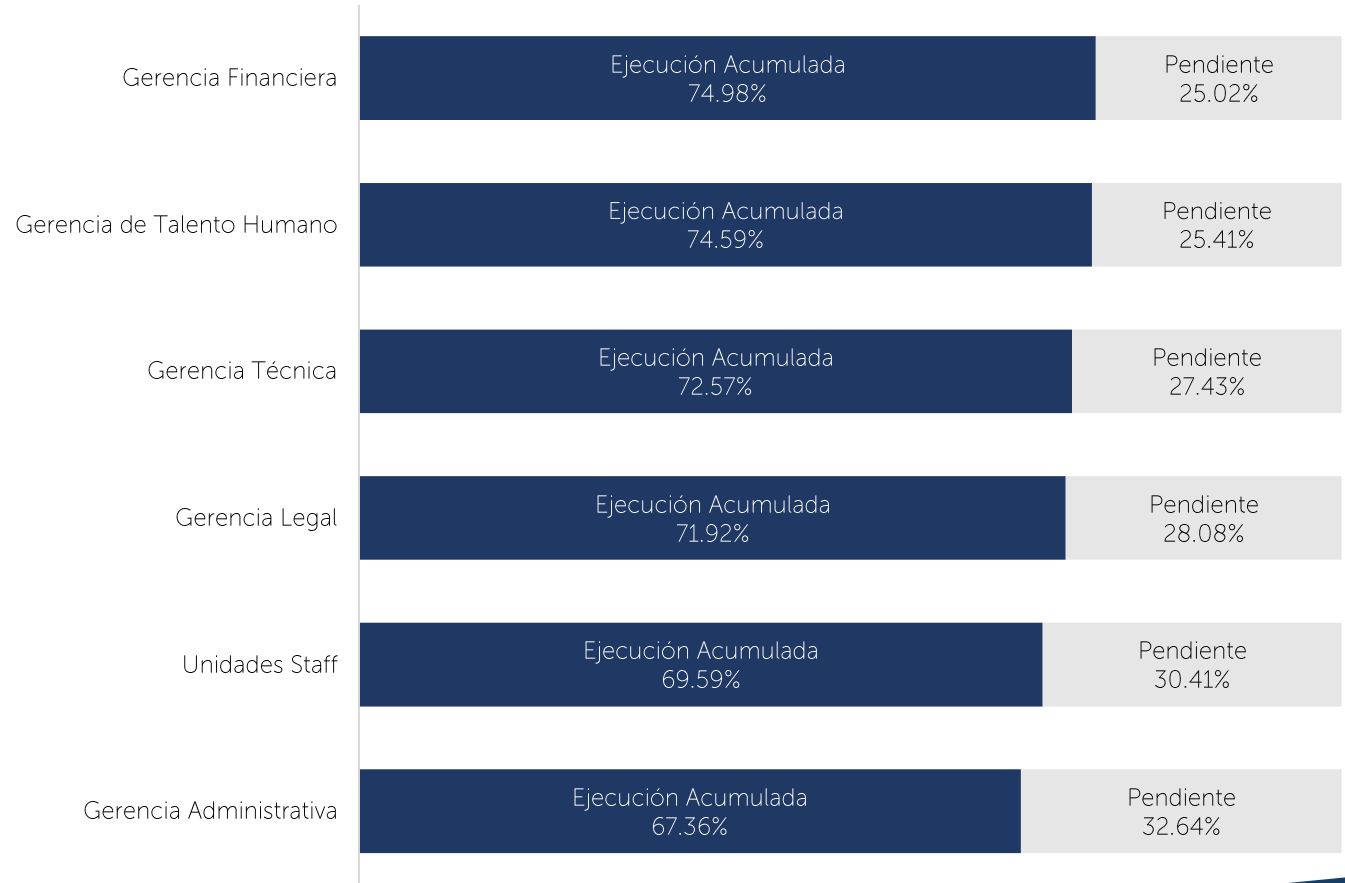 Gerencia Financiera
Ejecución Acumulada
74.98%
Pendiente
25.02%
Gerencia de Talento Humano
Ejecución Acumulada
74.59%
Pendiente
25.41%
Gerencia Técnica
Ejecución Acumulada
72.57%
Pendiente
27.43%
Gerencia Legal
Ejecución Acumulada
71.92%
Pendiente
28.08%
Unidades Staff
Ejecución Acumulada
69.59%
Pendiente
30.41%
Gerencia Administrativa
Ejecución Acumulada
67.36%
Pendiente
32.64%